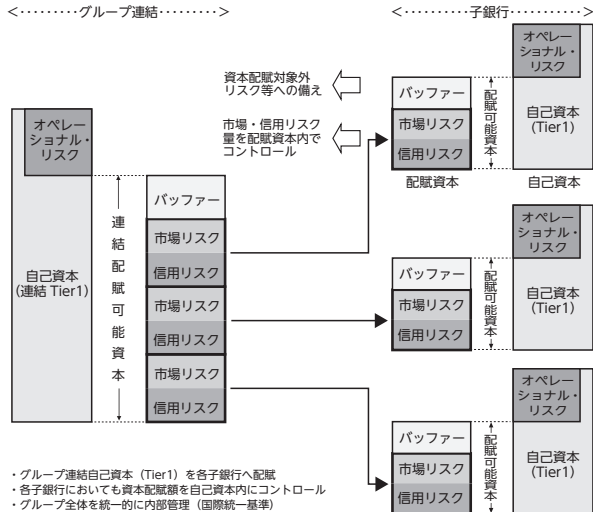 <‥‥‥‥‥グループ連結‥‥‥‥‥>
自己資本
(連結 Tier1)
オペレー
ショナル・
リスク
連結配賦可能資本
バッファー
市場リスク
信用リスク
市場リスク
信用リスク
市場リスク
信用リスク
・グループ連結自己資本（Tier1）を各子銀行へ配賦
・各子銀行においても資本配賦額を自己資本内にコントロール
・グループ全体を統一的に内部管理（国際統一基準）
資本配賦対象外
リスク等への備え
市場・信用リスク
量を配賦資本内で
コントロール
<‥‥‥‥‥子銀行‥‥‥‥‥>
バッファー
市場リスク
信用リスク
配賦資本
配賦可能資本
オペレー
ショナル・
リスク
自己資本
(Tier1)
自己資本
バッファー
市場リスク
信用リスク
配賦可能資本
オペレー
ショナル・
リスク
自己資本
(Tier1)
バッファー
市場リスク
信用リスク
配賦可能資本
オペレー
ショナル・
リスク
自己資本
(Tier1)